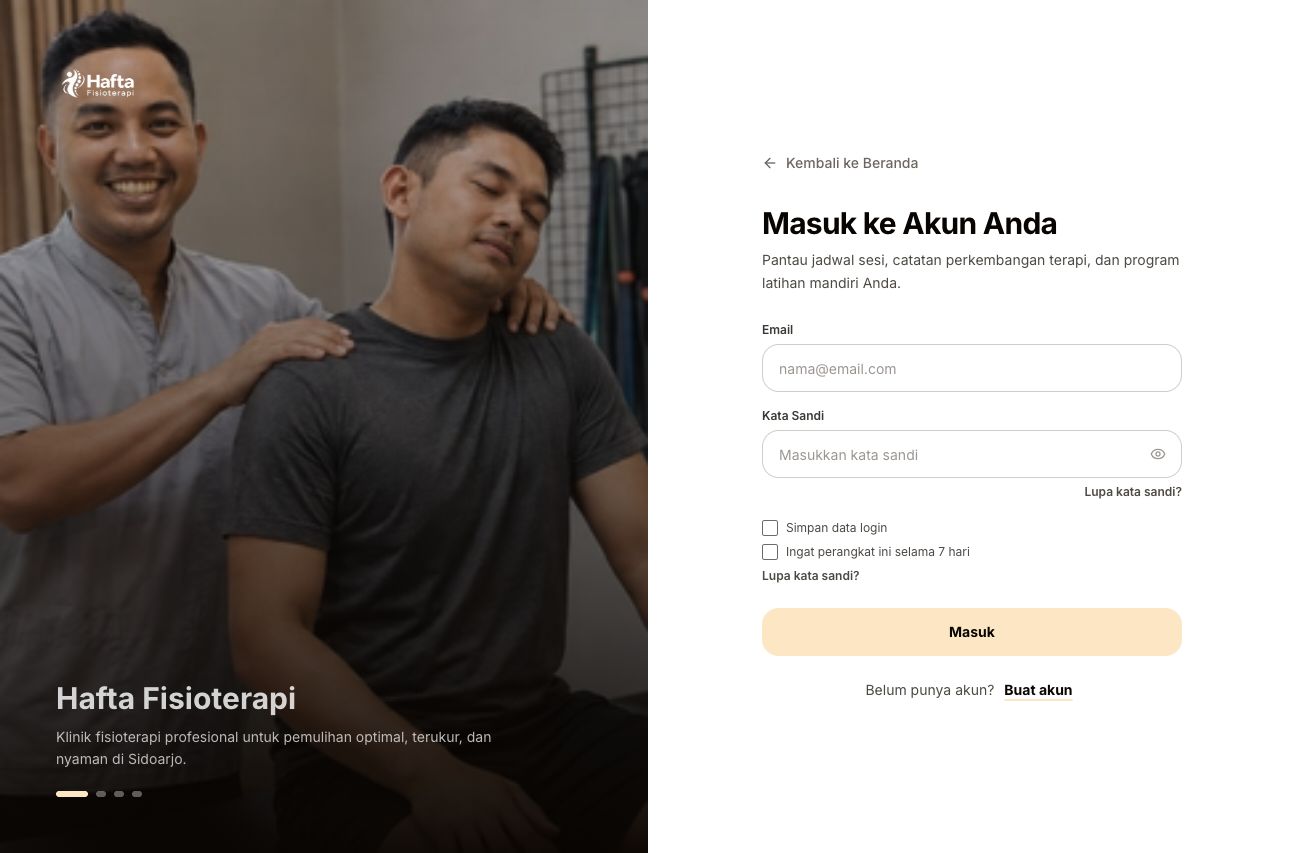 Hafta
Fisioterapi
Hafta Fisioterapi
Klinik fisioterapi profesional untuk pemulihan optimal, terukur, dan
nyaman di Sidoarjo.
Kembali ke Beranda
Masuk ke Akun Anda
Pantau jadwal sesi, catatan perkembangan terapi, dan program
latihan mandiri Anda.
Email
nama@email.com
Kata Sandi
Masukkan kata sandi
Lupa kata sandi?
Simpan data login
Ingat perangkat ini selama 7 hari
Lupa kata sandi?
Masuk
Belum punya akun? Buat akun